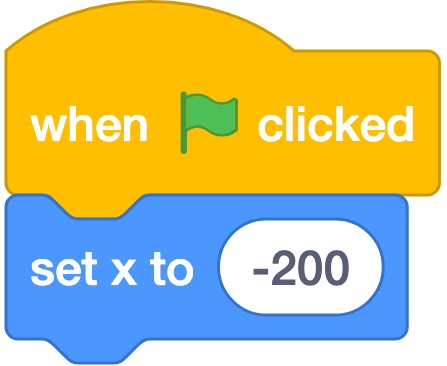 when clicked
set x to -200